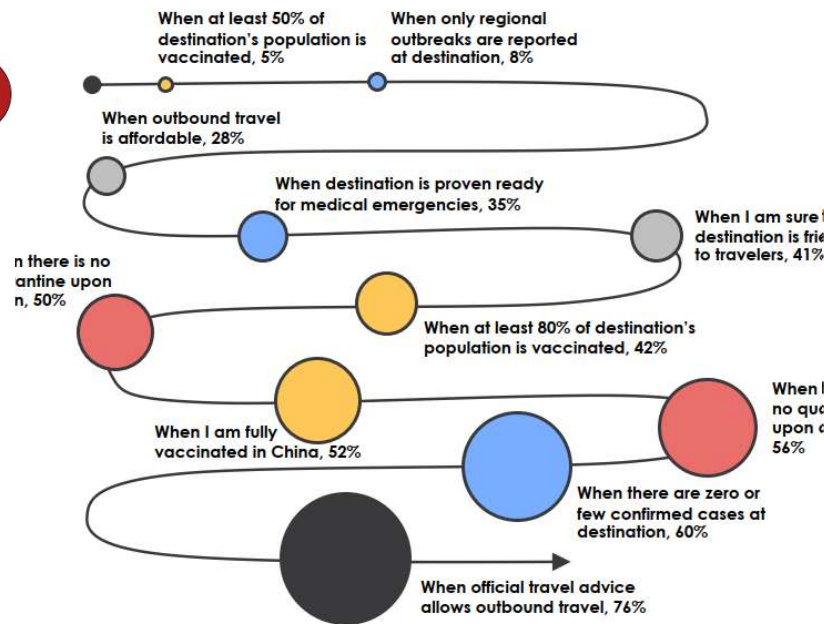 When at least 50% of
destination's population is
vaccinated, 5%
When only regional
outbreaks are reported
at destination, 8%
When outbound travel
is affordable, 28%
When destination is proven ready
for medical emergencies, 35%
When I am sure
destination is
to travelers, 41%
there is no
upon
50%
When at least 80% of destination's
population is vaccinated, 42%
When I am fully
vaccinated in China, 52%
When
no
upon
56%
When there are zero or
few confirmed cases at
destination, 60%
When official travel advice
allows outbound travel, 76%